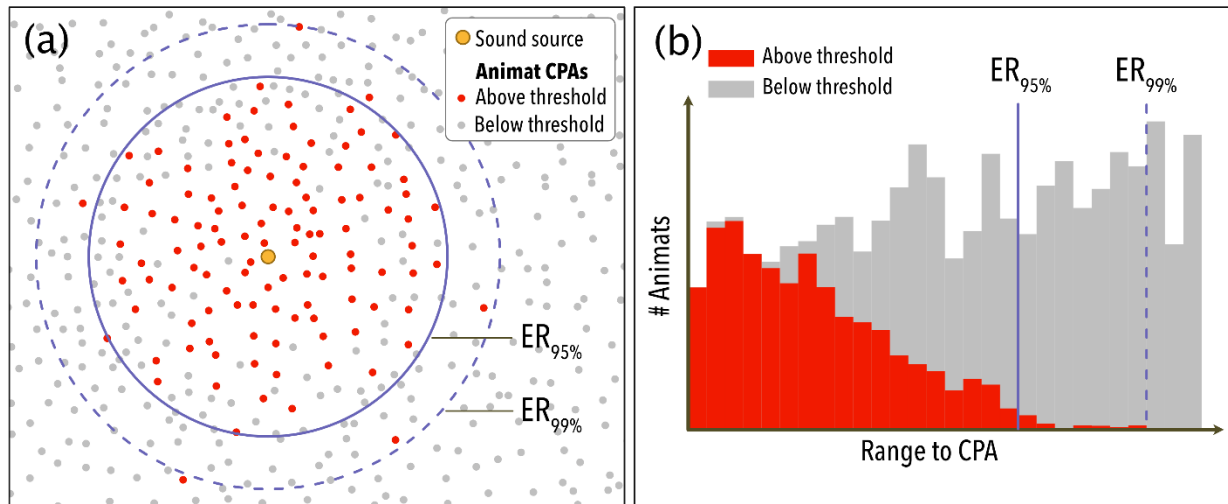 (a)
Sound source
Animat CPAs
Above threshold
Below threshold
ER95%
ER99%
(b)
Above threshold
Below threshold
ER95%
ER99%
# Animats
Range to CPA